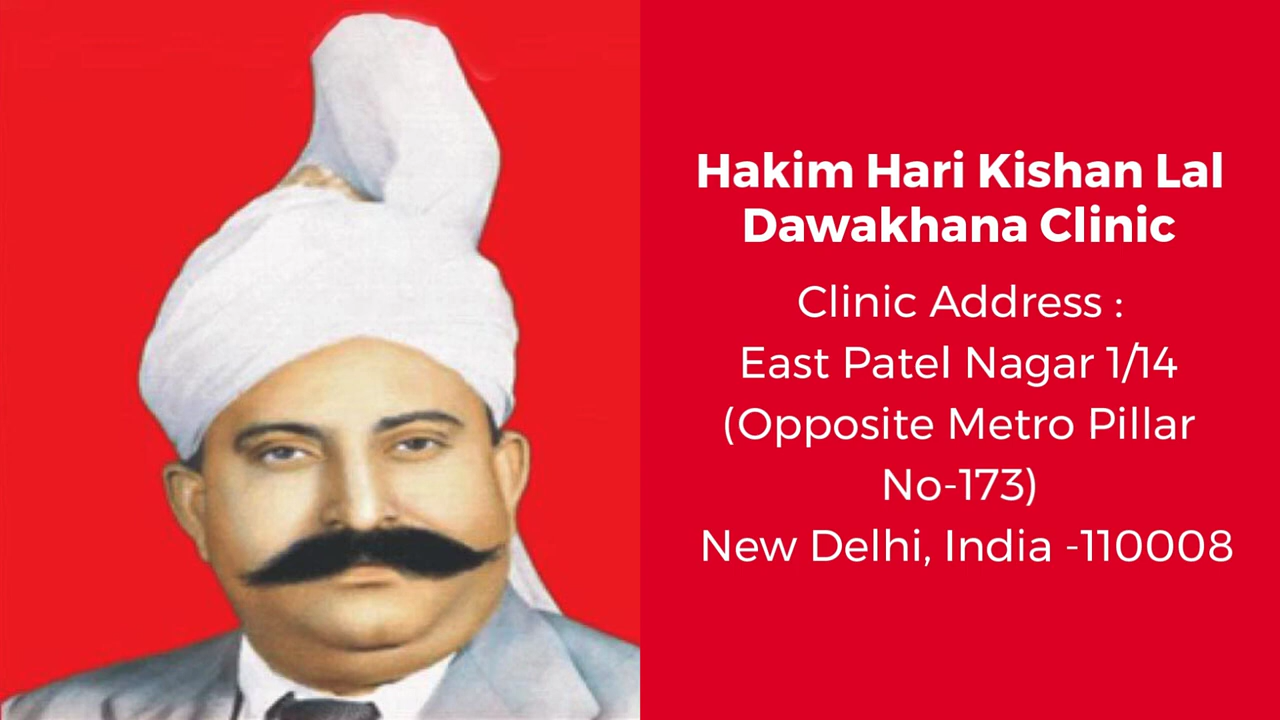 Hakim Hari Kishan Lal
Dawakhana Clinic
Clinic Address :
East Patel Nagar 1/14
(Opposite Metro Pillar
No-173)
New Delhi, India -110008